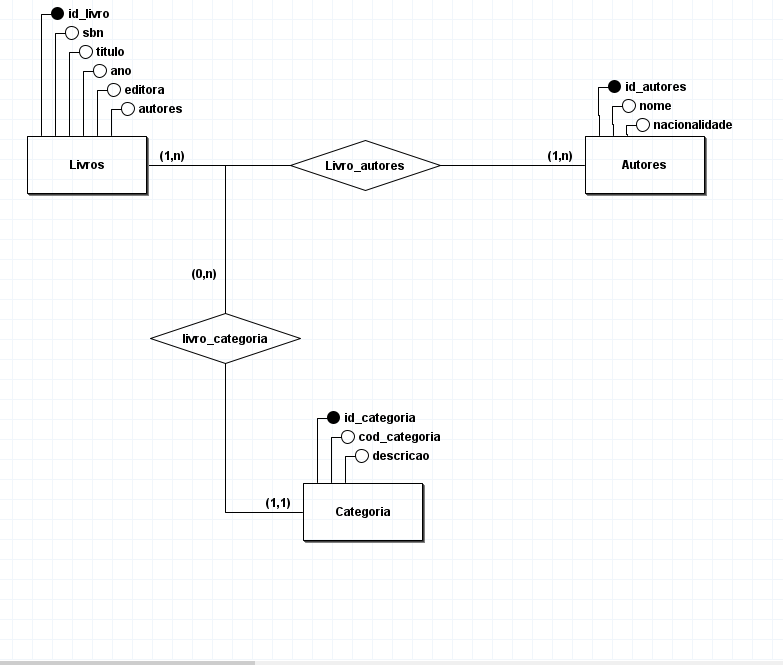 id_livro
sbn
titulo
ano
editora
autores
Livros
(1,n)
Livro_autores
(1,n)
id_autores
nome
nacionalidade
Autores
(0,n)
livro_categoria
id_categoria
cod_categoria
descricao
(1,1)
Categoria